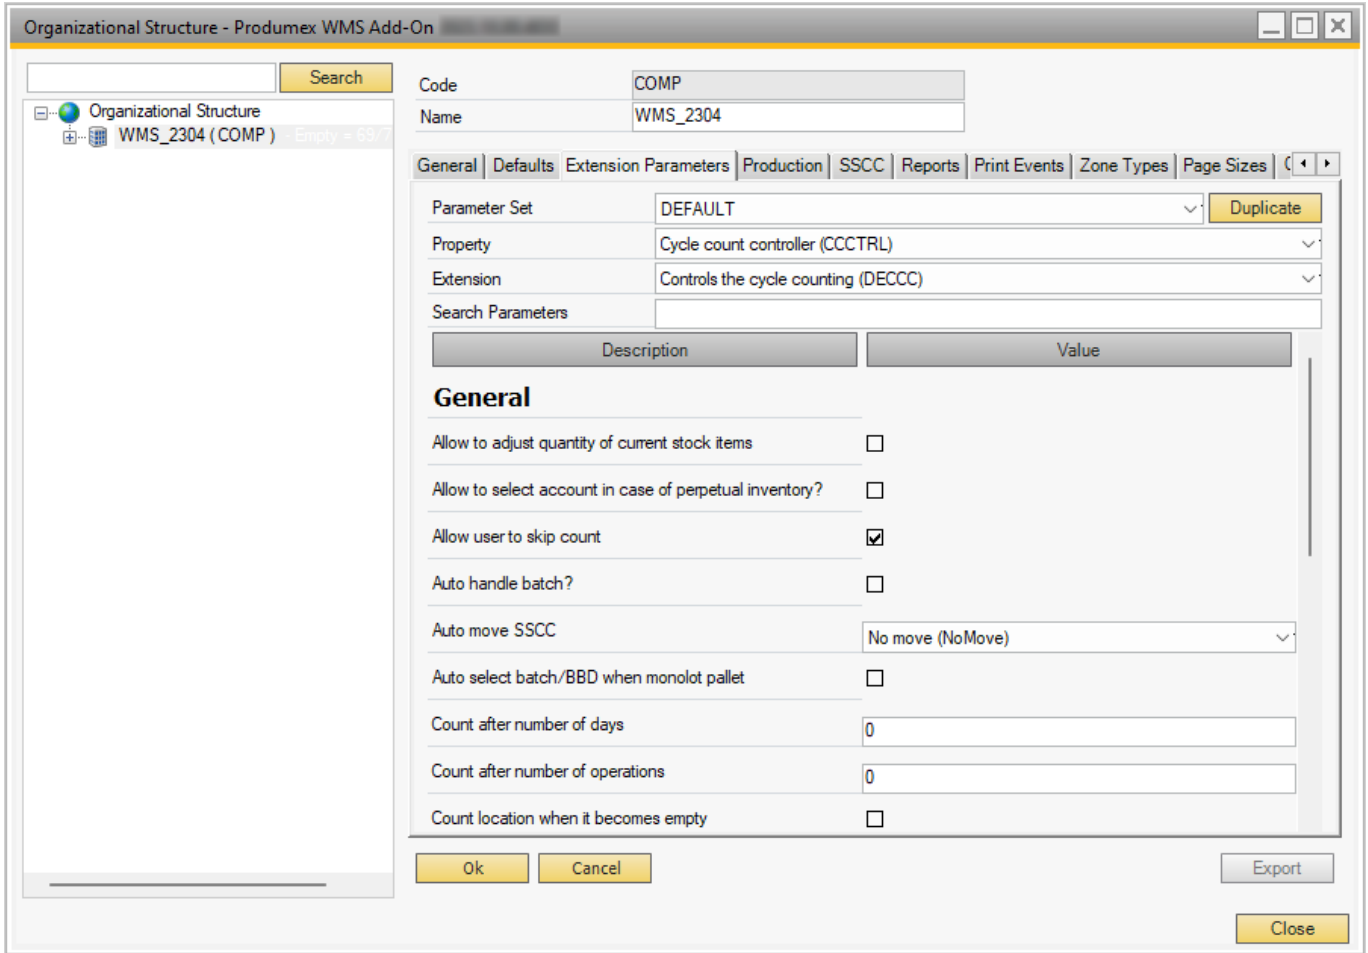 Organizational Structure - Produmex WMS Add-On
Search
Organizational Structure
WMS_2304 ( COMP ) - Empty = 69/7
Code COMP
Name WMS_2304
General Defaults Extension Parameters Production SSCC Reports Print Events Zone Types Page Sizes
Parameter Set DEFAULT Duplicate
Property Cycle count controller (CCCTRL)
Extension Controls the cycle counting (DECCC)
Search Parameters
Description Value
General
Allow to adjust quantity of current stock items
Allow to select account in case of perpetual inventory?
Allow user to skip count
Auto handle batch?
Auto move SSCC No move (NoMove)
Auto select batch/BBD when monolot pallet
Count after number of days 0
Count after number of operations 0
Count location when it becomes empty
Ok Cancel Export
Close